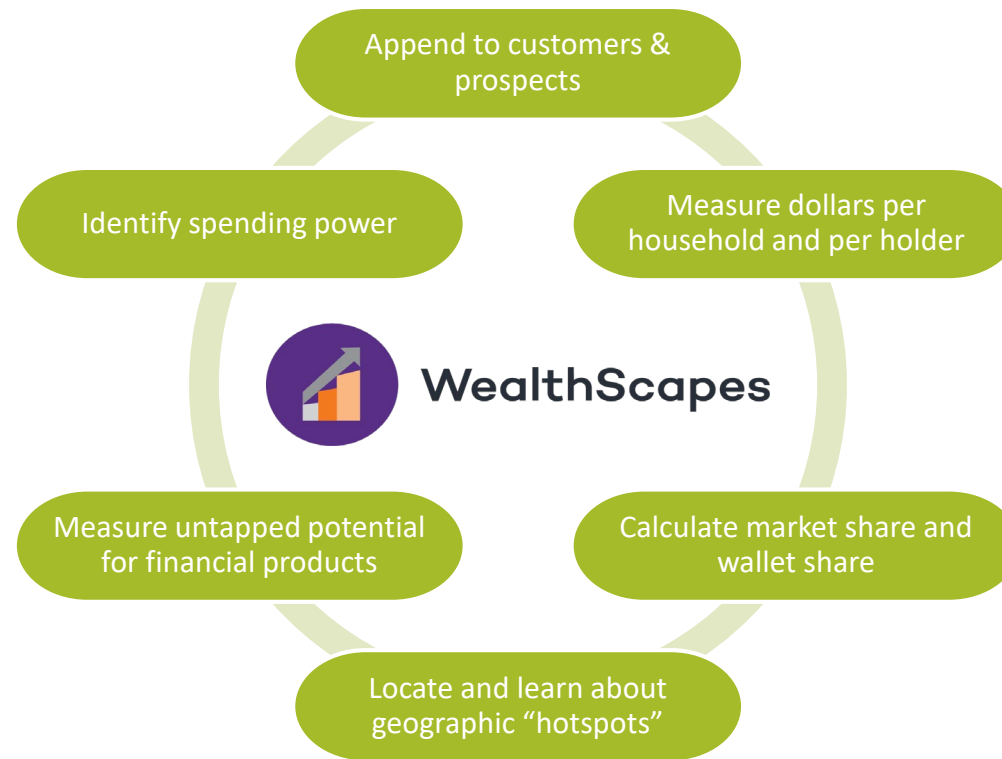 Append to customers &
prospects
Identify spending power
Measure dollars per
household and per holder
WealthScapes
Measure untapped potential
for financial products
Calculate market share and
wallet share
Locate and learn about
geographic “hotspots”